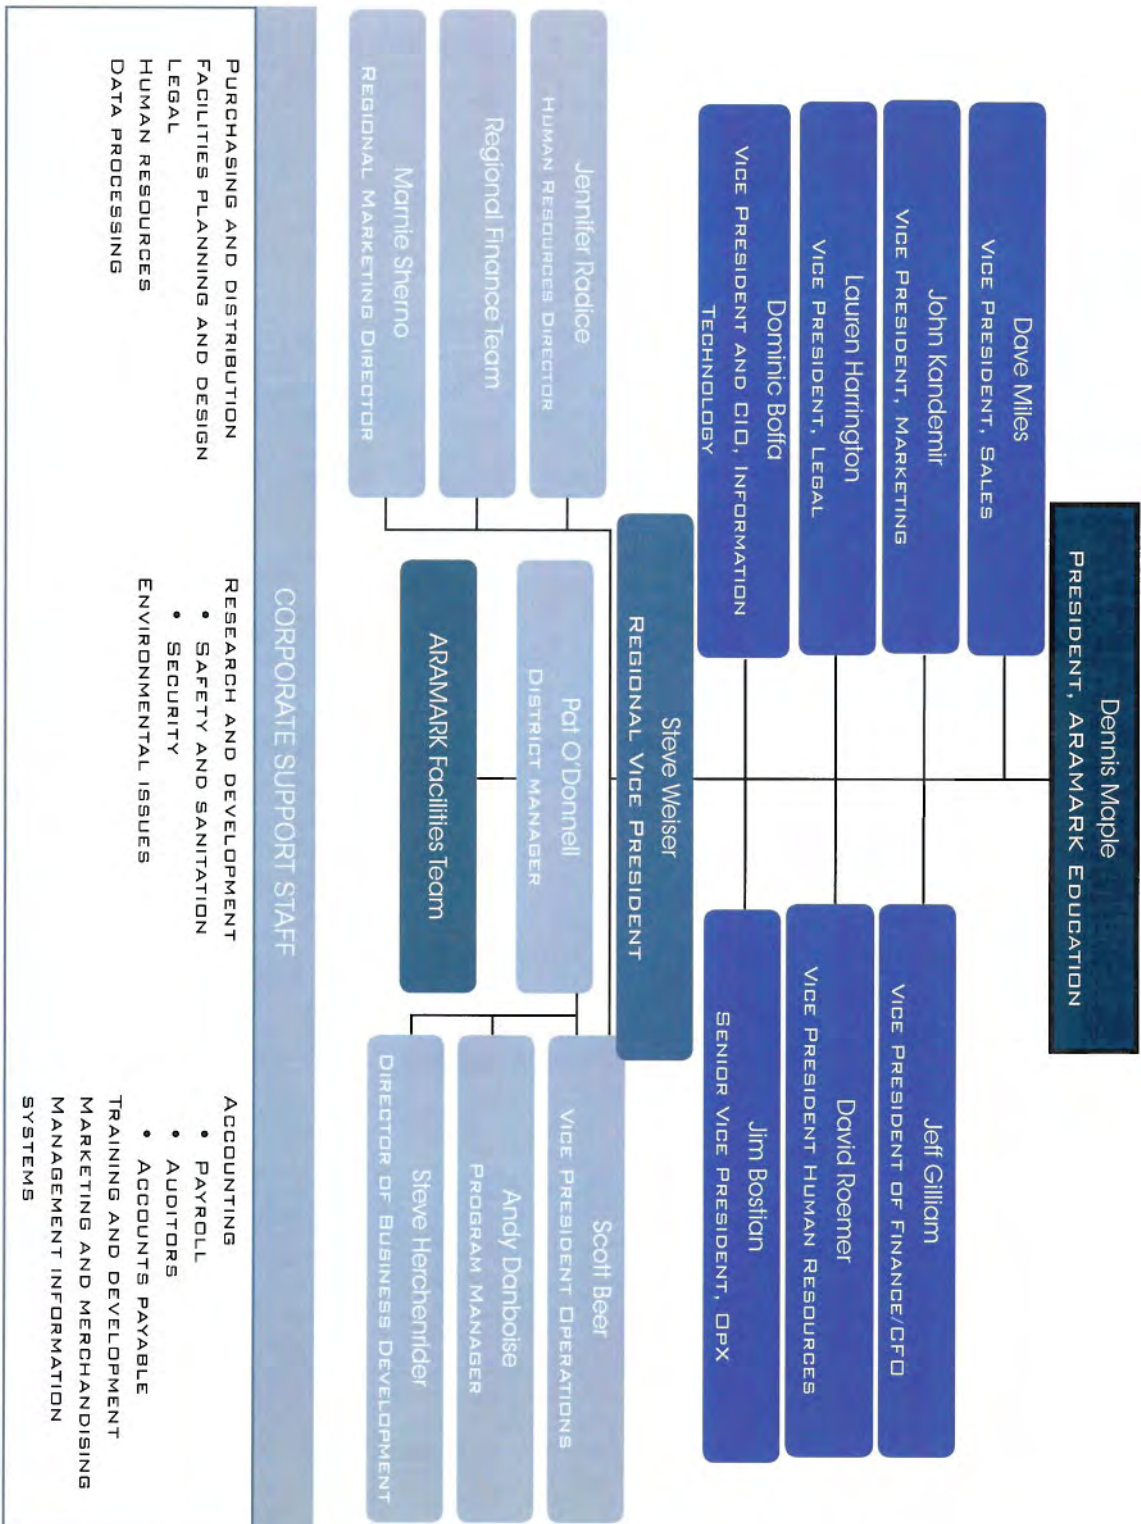 Dennis Maple
President, ARAMARK Education
Dave Miles
Vice President, Sales
John Kandemir
Vice President, Marketing
Lauren Harrington
Vice President, Legal
Dominic Boffa
Vice President and CIO, Information
Technology
Jeff Gilliam
Vice President of Finance/CFO
David Roemer
Vice President Human Resources
Jim Bostian
Senior Vice President, OpX
Steve Weiser
Regional Vice President
Jennifer Radice
Human Resources Director
Regional Finance Team
Marnie Sherno
Regional Marketing Director
Pat O'Donnell
District manager
ARAMARK Facilities Team
Scott Beer
Vice President Operations
Andy Danboise
Program Manager
Steve Herchenrider
Director of Business Development
CORPORATE SUPPORT STAFF
Purchasing and distribution
Facilities planning and design
Legal
Human resources
Data processing
Research and development
• Safety and sanitation
• Security
Environmental issues
Accounting
• Payroll
• Auditors
• Accounts payable
Training and development
Marketing and merchandising
Management information
systems